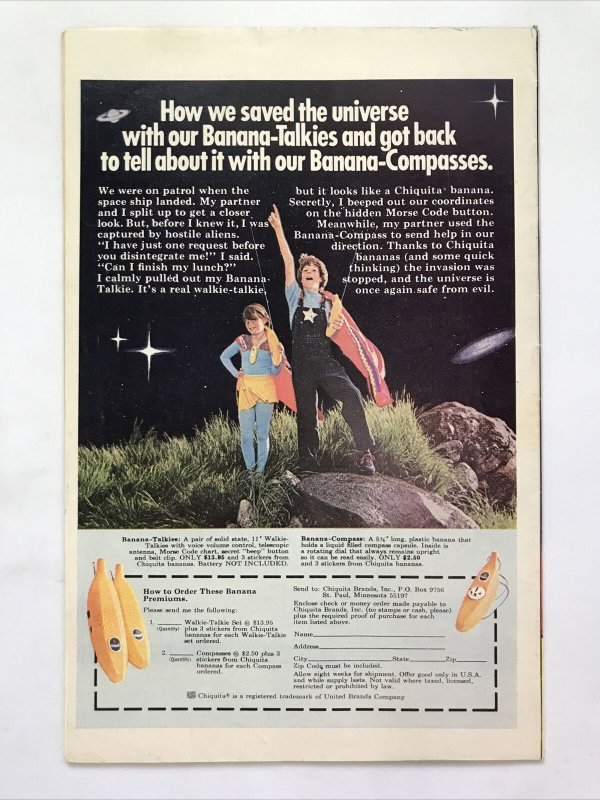 How we saved the universe
with our Banana-Talkies and got back
to tell about it with our Banana-Compasses.
We were on patrol when the
space ship landed. My partner
and I split up to get a closer
look. But, before I knew it, I was
captured by hostile aliens.
"I have just one request before
you disintegrate me!" I said.
"Can I finish my lunch?"
I calmly pulled out my Banana
Talkie. It's a real walkie-talkie,
but it looks like a Chiquita® banana.
Secretly, I beeped out our coordinates
on the hidden Morse Code button.
Meanwhile, my partner used the
Banana-Compass to send help in our
direction. Thanks to Chiquita
bananas (and some quick
thinking) the invasion was
stopped, and the universe is
once again safe from evil.
Banana-Talkies: A pair of solid state, 11" Walkie-
Talkies with voice volume control, telescopic
antenna, Morse Code chart, secret "beep" button
and belt clip. ONLY $13.95 and 3 stickers from
Chiquita bananas. Battery NOT INCLUDED.
Banana-Compass: A 5¼" long, plastic banana that
holds a liquid filled compass capsule. Inside is
a rotating dial that always remains upright
so it can be read easily. ONLY $2.50
and 3 stickers from Chiquita bananas.
How to Order These Banana
Premiums.
Please send me the following:
1. ____ Walkie-Talkie Set @ $13.95
(Quantity) plus 3 stickers from Chiquita
bananas for each Walkie-Talkie
set ordered.
2. ____ Compasses @ $2.50 plus 3
(Quantity) stickers from Chiquita
bananas for each Compass
ordered.
Send to: Chiquita Brands, Inc., P.O. Box 9756
St. Paul, Minnesota 55197
Enclose check or money order made payable to
Chiquita Brands, Inc. (no stamps or cash, please)
plus the required proof of purchase for each
item listed above.
Name
Address
City State Zip
Zip Code must be included.
Allow eight weeks for shipment. Offer good only in U.S.A.
and while supply lasts. Not valid where taxed, licensed,
restricted or prohibited by law.
Chiquita® is a registered trademark of United Brands Company